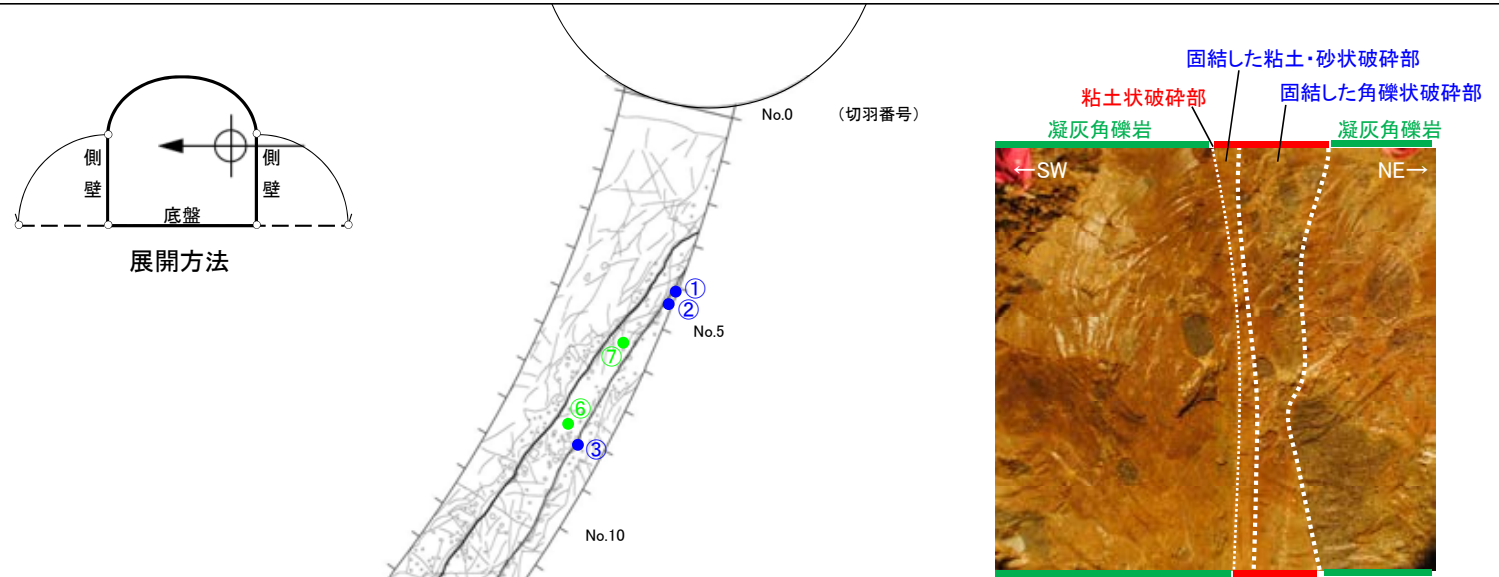 側壁
側壁
底盤
展開方法
No.0
(切羽番号)
①
②
No.5
⑦
⑥
③
No.10
固結した粘土・砂状破砕部
粘土状破砕部
固結した角礫状破砕部
凝灰角礫岩
凝灰角礫岩
←SW
NE→